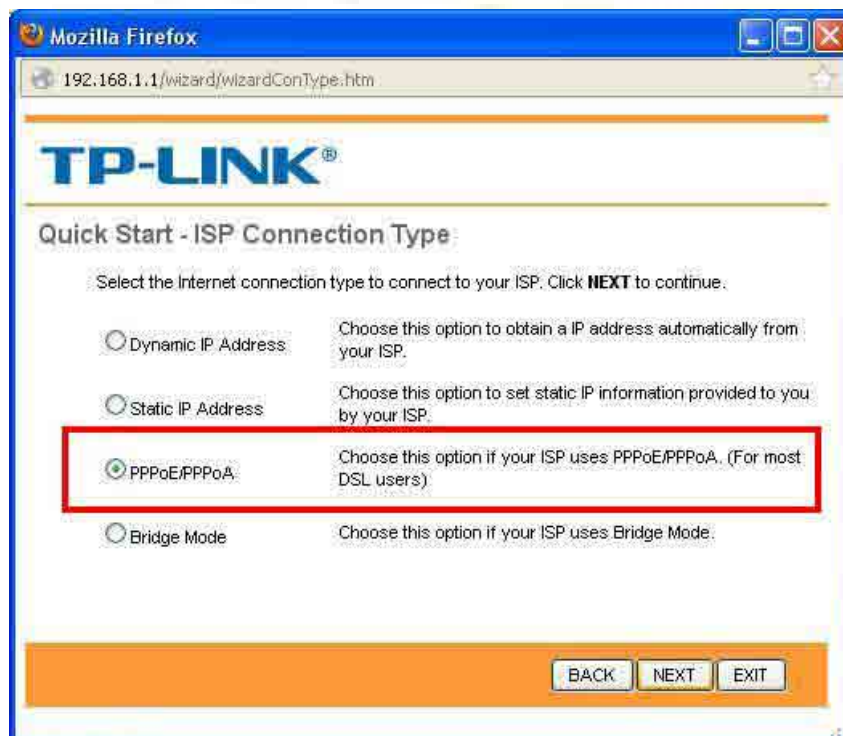 Mozilla Firefox
192.168.1.1/wizard/wizardConType.htm
TP-LINK®
Quick Start - ISP Connection Type
Select the Internet connection type to connect to your ISP. Click NEXT to continue.
Dynamic IP Address
Choose this option to obtain a IP address automatically from
your ISP.
Static IP Address
Choose this option to set static IP information provided to you
by your ISP.
PPPoE/PPPoA
Choose this option if your ISP uses PPPoE/PPPoA. (For most
DSL users)
Bridge Mode
Choose this option if your ISP uses Bridge Mode.
BACK NEXT EXIT